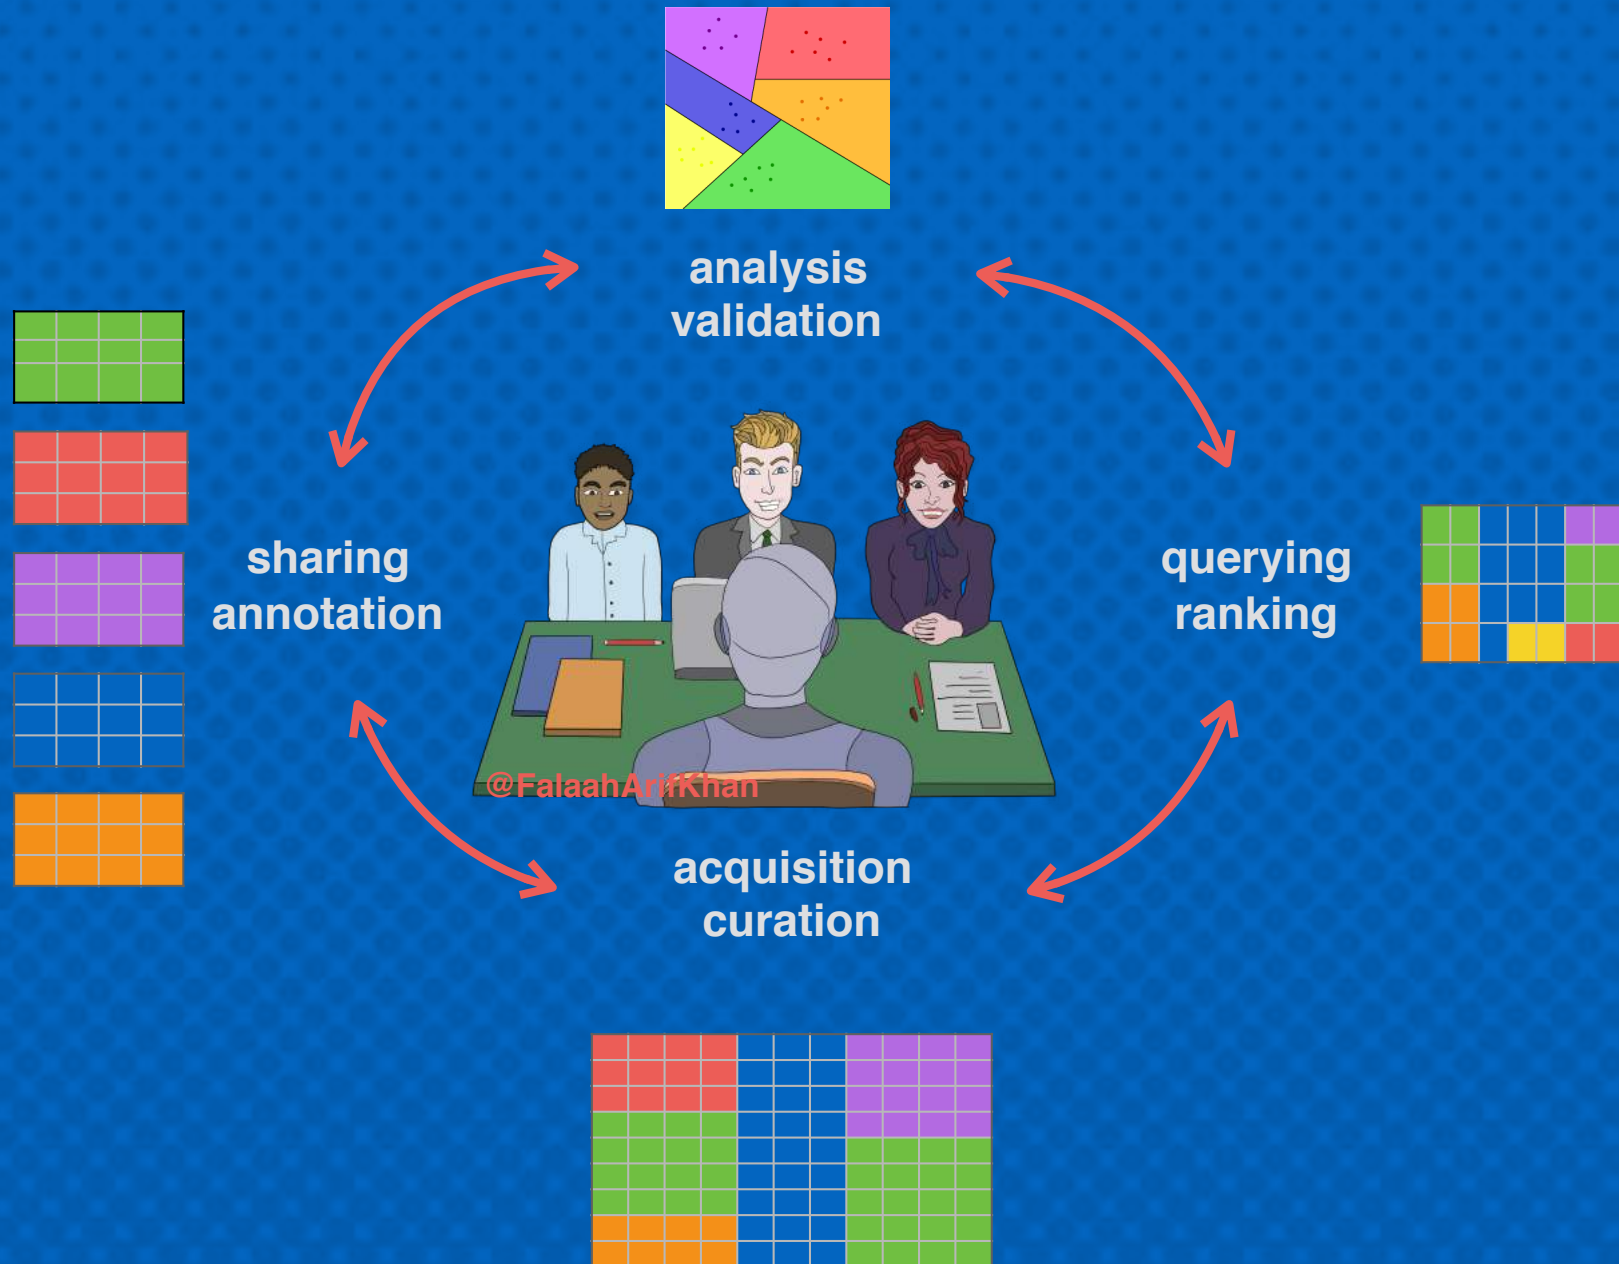 analysis
validation
sharing
annotation
querying
ranking
@FalaahArifKhan
acquisition
curation